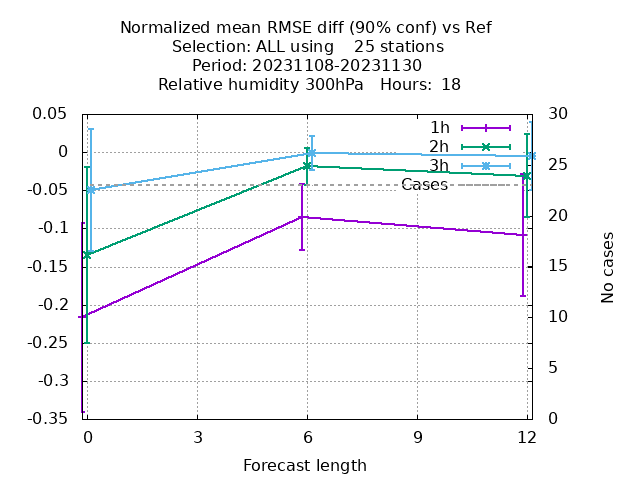 Normalized mean RMSE diff (90% conf) vs Ref
Selection: ALL using    25 stations
Period: 20231108-20231130
Relative humidity 300hPa   Hours:  18
0.05
0
-0.05
-0.1
-0.15
-0.2
-0.25
-0.3
-0.35
30
25
20
15
10
5
0
1h
2h
3h
Cases
No cases
0
3
6
9
12
Forecast length